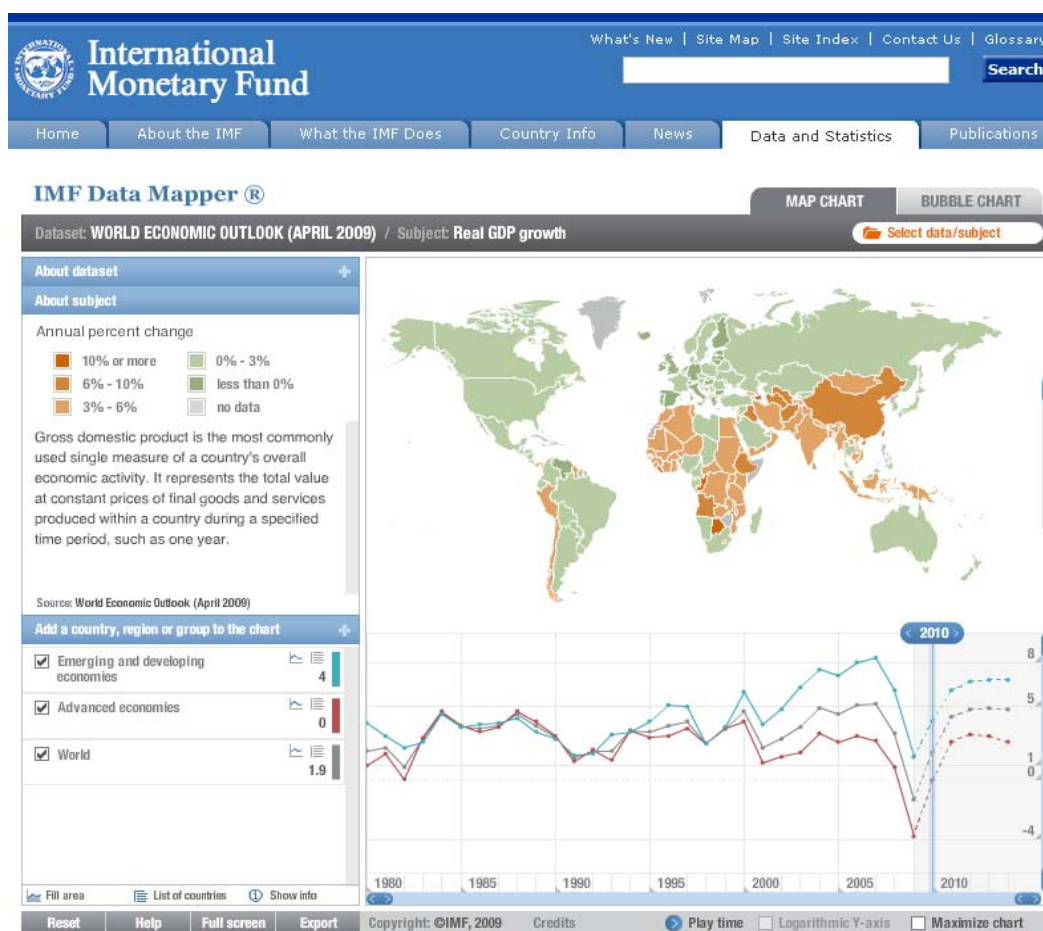 What's New | Site Map | Site Index | Contact Us | Glossary
International
Monetary Fund
Search
Home
About the IMF
What the IMF Does
Country Info
News
Data and Statistics
Publications
IMF Data Mapper ®
MAP CHART
BUBBLE CHART
Dataset: WORLD ECONOMIC OUTLOOK (APRIL 2009) / Subject: Real GDP growth
Select data/subject
About dataset
About subject
Annual percent change
10% or more
0% - 3%
6% - 10%
less than 0%
3% - 6%
no data
Gross domestic product is the most commonly
used single measure of a country's overall
economic activity. It represents the total value
at constant prices of final goods and services
produced within a country during a specified
time period, such as one year.
Source: World Economic Outlook (April 2009)
Add a country, region or group to the chart
Emerging and developing
economies
4
Advanced economies
0
World
1.9
2010
8
5
1
0
-4
1980
1985
1990
1995
2000
2005
2010
Fill area
List of countries
Show info
Reset
Help
Full screen
Export
Copyright: ©IMF, 2009
Credits
Play time
Logarithmic Y-axis
Maximize chart